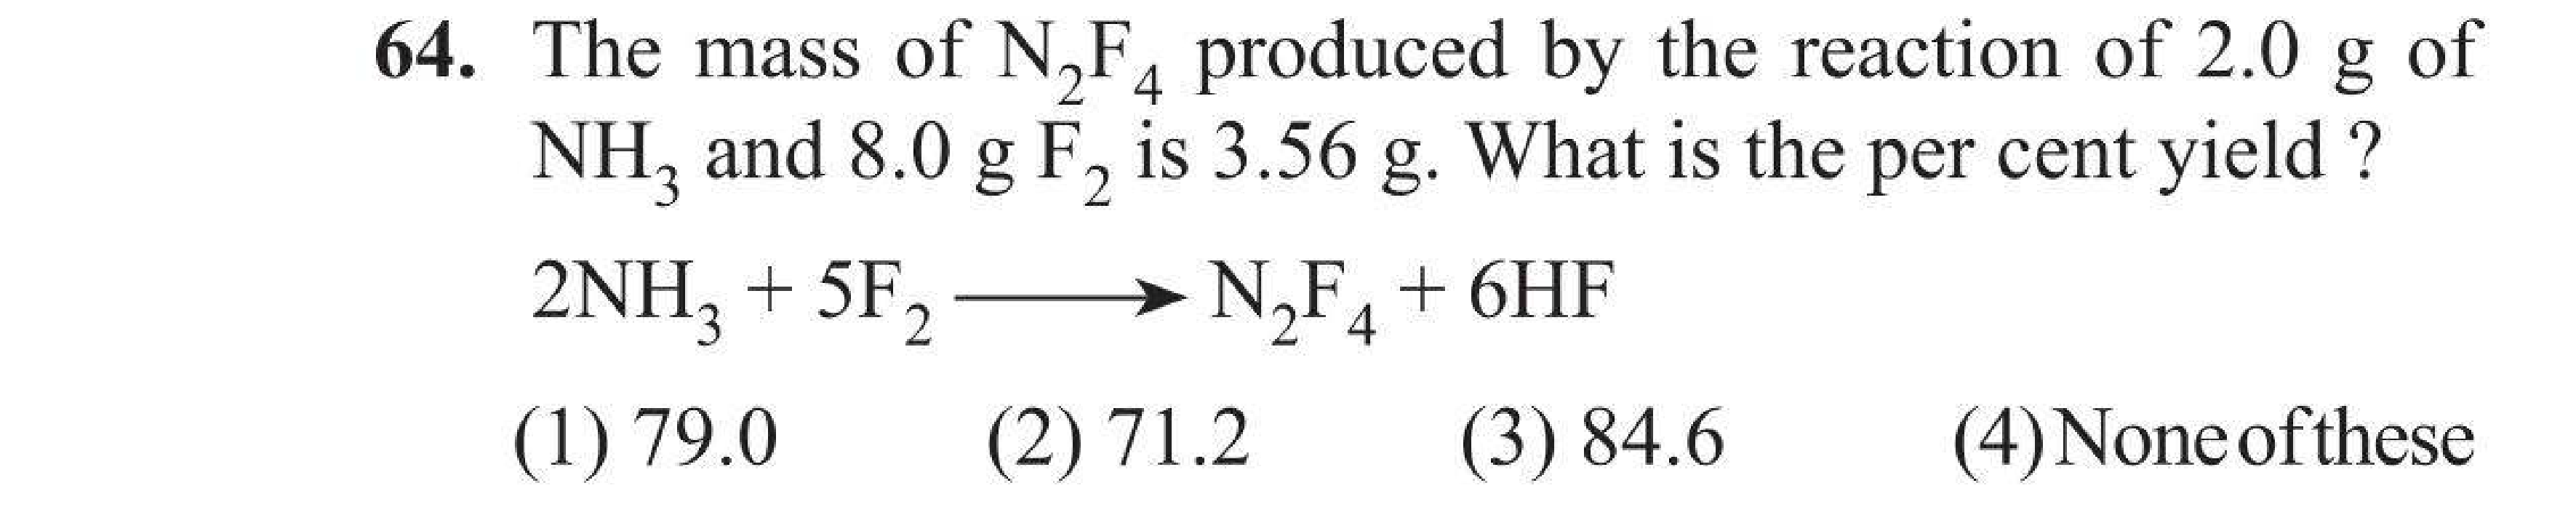 64. The mass of N₂F₄ produced by the reaction of 2.0 g of
NH₃ and 8.0 g F₂ is 3.56 g. What is the per cent yield ?
2NH₃ + 5F₂ ⟶ N₂F₄ + 6HF
(1) 79.0 (2) 71.2 (3) 84.6 (4) None of these